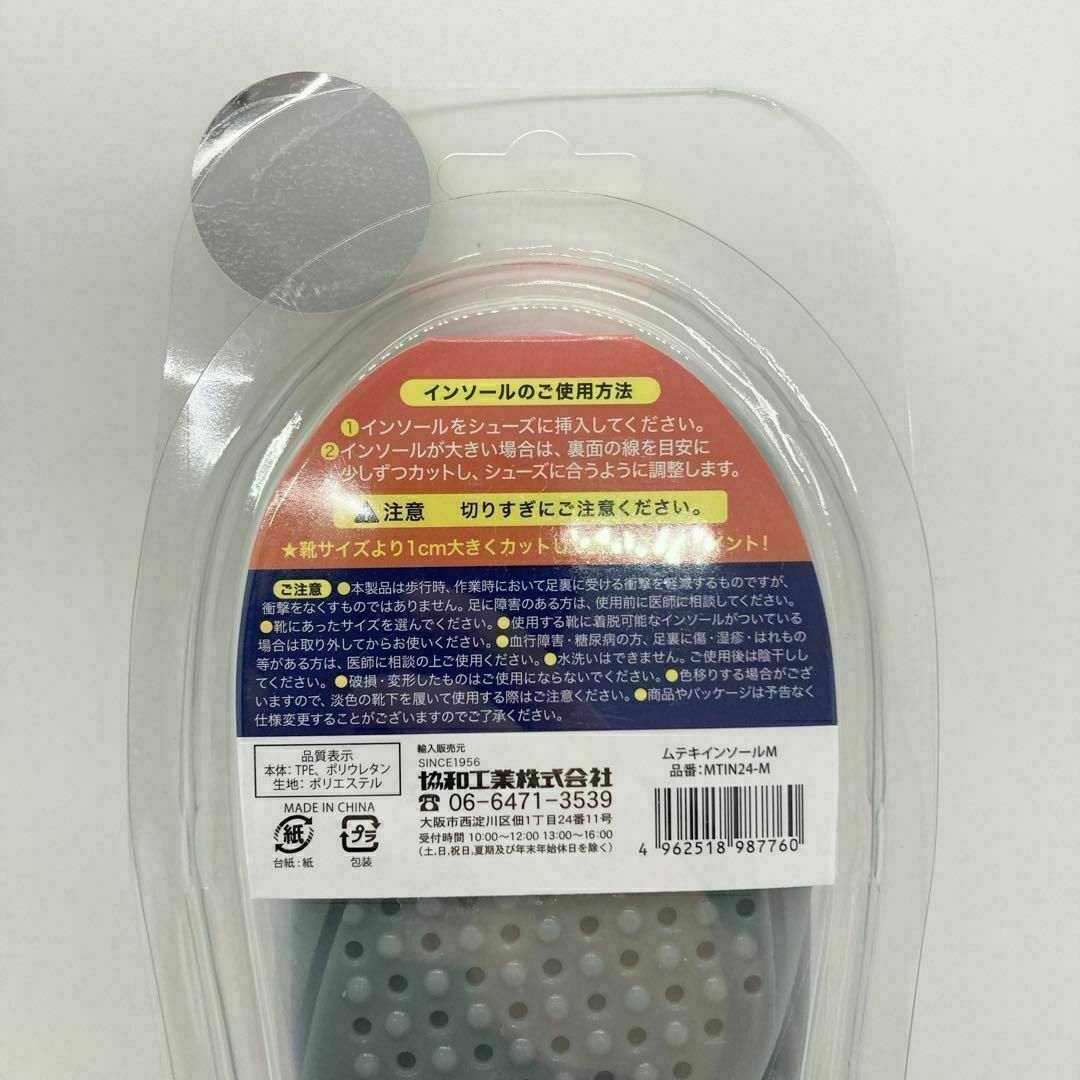 インソールのご使用方法
①インソールをシューズに挿入してください。
②インソールが大きい場合は、裏面の線を目安に
少しずつカットし、シューズに合うように調整します。
注意 切りすぎにご注意ください。
★靴サイズより1cm大きくカットし ント!
ご注意 ●本製品は歩行時、作業時において足裏に受ける衝撃を軽減するものですが、
衝撃をなくすものではありません。足に障害のある方は、使用前に医師に相談してください。
●靴にあったサイズを選んでください。●使用する靴に着脱可能なインソールがついている
場合は取り外してからお使いください。●血行障害・糖尿病の方、足裏に傷・湿疹・はれもの
等がある方は、医師に相談の上ご使用ください。●水洗いはできません。ご使用後は陰干しし
てください。●破損・変形したものはご使用にならないでください。●色移りする場合がござ
いますので、淡色の靴下を履いて使用する際はご注意ください。●商品やパッケージは予告なく
仕様変更することがございますのでご了承ください。
品質表示
本体:TPE、ポリウレタン
生地:ポリエステル
MADE IN CHINA
紙 プラ
台紙:紙 包装
輸入販売元
SINCE1956
協和工業株式会社
☎06-6471-3539
大阪市西淀川区佃1丁目24番11号
受付時間 10:00〜12:00 13:00〜16:00
(土,日,祝日,夏期及び年末年始休日を除く)
ムテキインソールM
品番:MTIN24-M
4 962518 987760